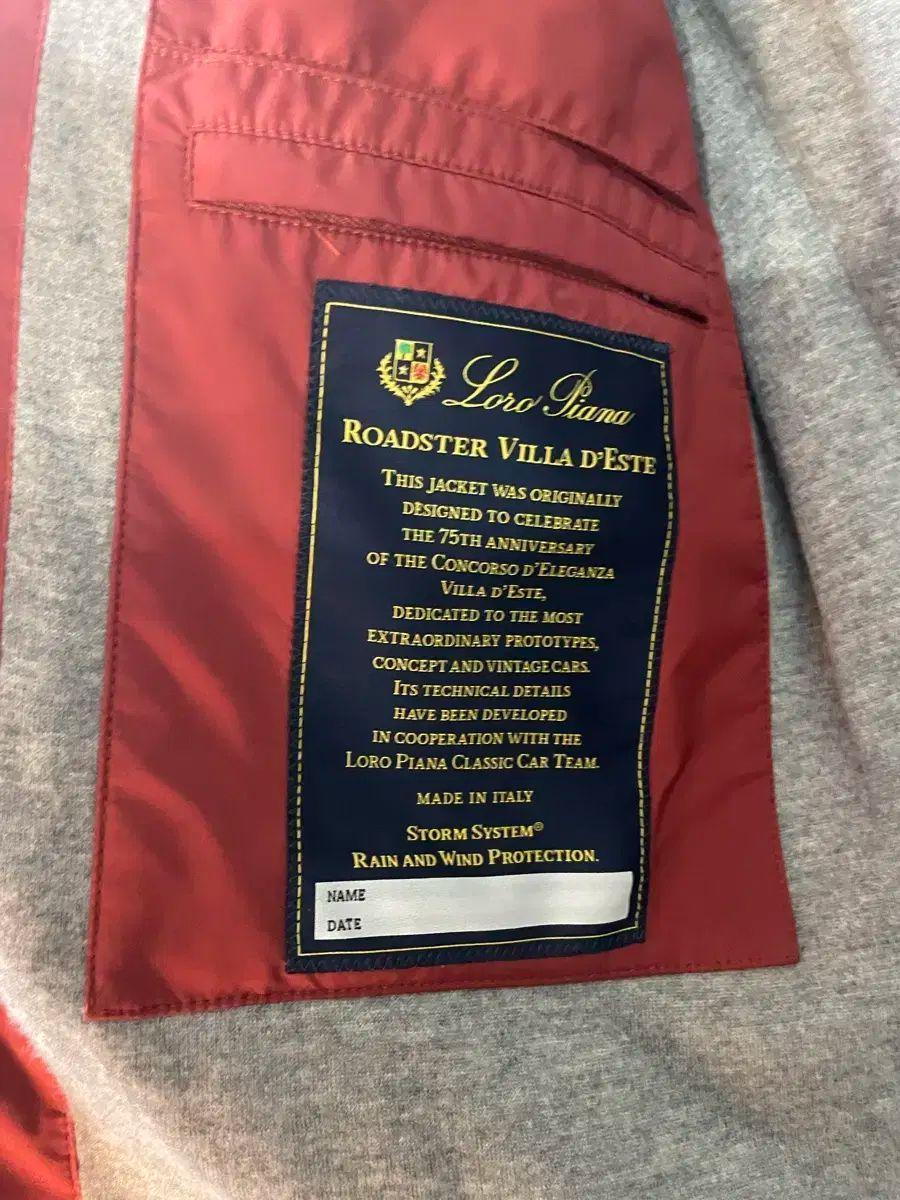 Loro Piana
ROADSTER VILLA D'ESTE
THIS JACKET WAS ORIGINALLY
DESIGNED TO CELEBRATE
THE 75TH ANNIVERSARY
OF THE CONCORSO D'ELEGANZA
VILLA D'ESTE,
DEDICATED TO THE MOST
EXTRAORDINARY PROTOTYPES,
CONCEPT AND VINTAGE CARS.
ITS TECHNICAL DETAILS
HAVE BEEN DEVELOPED
IN COOPERATION WITH THE
LORO PIANA CLASSIC CAR TEAM.
MADE IN ITALY
STORM SYSTEM®
RAIN AND WIND PROTECTION.
NAME
DATE